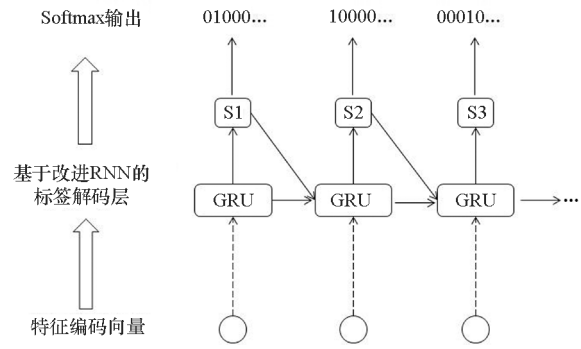 Softmax输出
01000...
10000...
00010...
S1
S2
S3
基于改进RNN的
标签解码层
GRU
GRU
GRU
...
特征编码向量